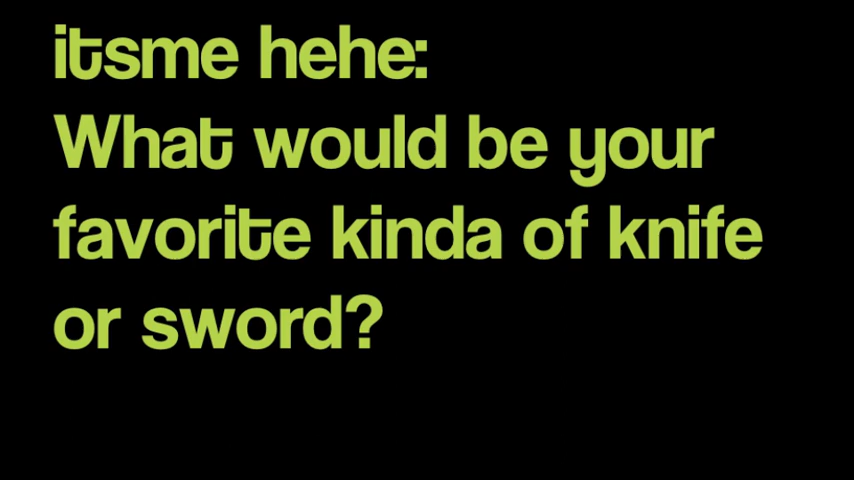 itsme hehe:
What would be your
favorite kinda of knife
or sword?